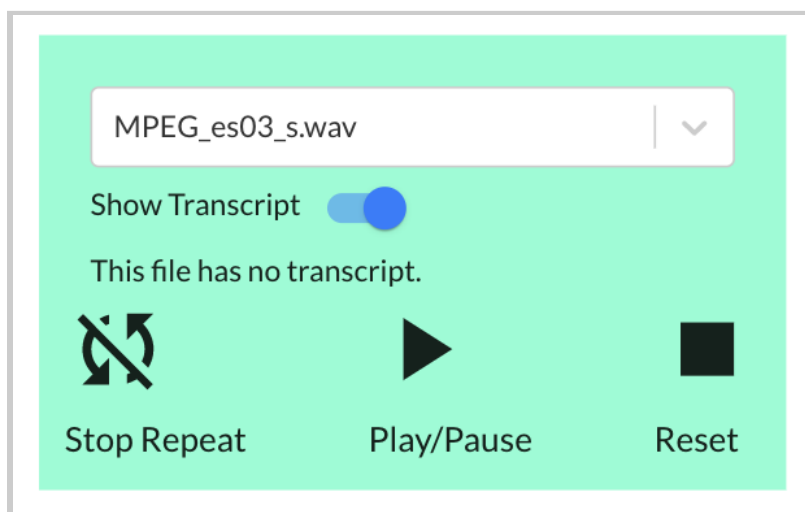 MPEG_es03_s.wav
Show Transcript
This file has no transcript.
Stop Repeat Play/Pause Reset